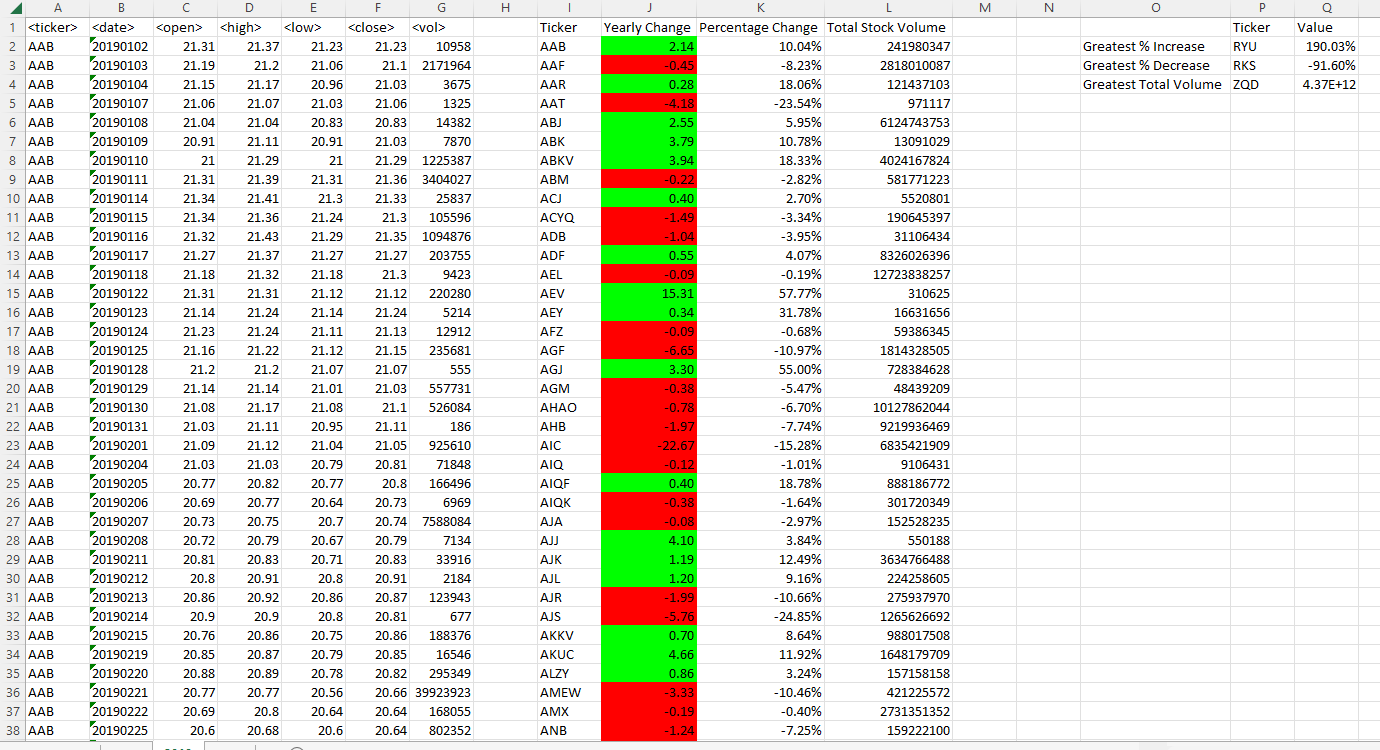 A B C D E F G H I J K L M N O P Q
1 <ticker> <date> <open> <high> <low> <close> <vol> Ticker Yearly Change Percentage Change Total Stock Volume Ticker Value
2 AAB 20190102 21.31 21.37 21.23 21.23 10958 AAB 2.14 10.04% 241980347 Greatest % Increase RYU 190.03%
3 AAB 20190103 21.19 21.2 21.06 21.1 2171964 AAF -0.45 -8.23% 2818010087 Greatest % Decrease RKS -91.60%
4 AAB 20190104 21.15 21.17 20.96 21.03 3675 AAR 0.28 18.06% 121437103 Greatest Total Volume ZQD 4.37E+12
5 AAB 20190107 21.06 21.07 21.03 21.06 1325 AAT -4.18 -23.54% 971117
6 AAB 20190108 21.04 21.04 20.83 20.83 14382 ABJ 2.55 5.95% 6124743753
7 AAB 20190109 20.91 21.11 20.91 21.03 7870 ABK 3.79 10.78% 13091029
8 AAB 20190110 21 21.29 21 21.29 1225387 ABKV 3.94 18.33% 4024167824
9 AAB 20190111 21.31 21.39 21.31 21.36 3404027 ABM -0.22 -2.82% 581771223
10 AAB 20190114 21.34 21.41 21.3 21.33 25837 ACJ 0.40 2.70% 5520801
11 AAB 20190115 21.34 21.36 21.24 21.3 105596 ACYQ -1.49 -3.34% 190645397
12 AAB 20190116 21.32 21.43 21.29 21.35 1094876 ADB -1.04 -3.95% 31106434
13 AAB 20190117 21.27 21.37 21.27 21.27 203755 ADF 0.55 4.07% 8326026396
14 AAB 20190118 21.18 21.32 21.18 21.3 9423 AEL -0.09 -0.19% 12723838257
15 AAB 20190122 21.31 21.31 21.12 21.12 220280 AEV 15.31 57.77% 310625
16 AAB 20190123 21.14 21.24 21.14 21.24 5214 AEY 0.34 31.78% 16631656
17 AAB 20190124 21.23 21.24 21.11 21.13 12912 AFZ -0.09 -0.68% 59386345
18 AAB 20190125 21.16 21.22 21.12 21.15 235681 AGF -6.65 -10.97% 1814328505
19 AAB 20190128 21.2 21.2 21.07 21.07 555 AGJ 3.30 55.00% 728384628
20 AAB 20190129 21.14 21.14 21.01 21.03 557731 AGM -0.38 -5.47% 48439209
21 AAB 20190130 21.08 21.17 21.08 21.1 526084 AHAO -0.78 -6.70% 10127862044
22 AAB 20190131 21.03 21.11 20.95 21.11 186 AHB -1.97 -7.74% 9219936469
23 AAB 20190201 21.09 21.12 21.04 21.05 925610 AIC -22.67 -15.28% 6835421909
24 AAB 20190204 21.03 21.03 20.79 20.81 71848 AIQ -0.12 -1.01% 9106431
25 AAB 20190205 20.77 20.82 20.77 20.8 166496 AIQF 0.40 18.78% 888186772
26 AAB 20190206 20.69 20.77 20.64 20.73 6969 AIQK -0.38 -1.64% 301720349
27 AAB 20190207 20.73 20.75 20.7 20.74 7588084 AJA -0.08 -2.97% 152528235
28 AAB 20190208 20.72 20.79 20.67 20.79 7134 AJJ 4.10 3.84% 550188
29 AAB 20190211 20.81 20.83 20.71 20.83 33916 AJK 1.19 12.49% 3634766488
30 AAB 20190212 20.8 20.91 20.8 20.91 2184 AJL 1.20 9.16% 224258605
31 AAB 20190213 20.86 20.92 20.86 20.87 123943 AJR -1.99 -10.66% 275937970
32 AAB 20190214 20.9 20.9 20.8 20.81 677 AJS -5.76 -24.85% 1265626692
33 AAB 20190215 20.76 20.86 20.75 20.86 188376 AKKV 0.70 8.64% 988017508
34 AAB 20190219 20.85 20.87 20.79 20.85 16546 AKUC 4.66 11.92% 1648179709
35 AAB 20190220 20.88 20.89 20.78 20.82 295349 ALZY 0.86 3.24% 157158158
36 AAB 20190221 20.77 20.77 20.56 20.66 39923923 AMEW -3.33 -10.46% 421225572
37 AAB 20190222 20.69 20.8 20.64 20.64 168055 AMX -0.19 -0.40% 2731351352
38 AAB 20190225 20.6 20.68 20.6 20.64 802352 ANB -1.24 -7.25% 159222100